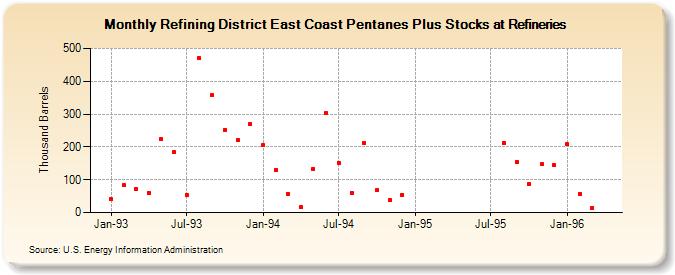 Monthly Refining District East Coast Pentanes Plus Stocks at Refineries
Thousand Barrels
500
400
300
200
100
0
Jan-93
Jul-93
Jan-94
Jul-94
Jan-95
Jul-95
Jan-96
Source: U.S. Energy Information Administration